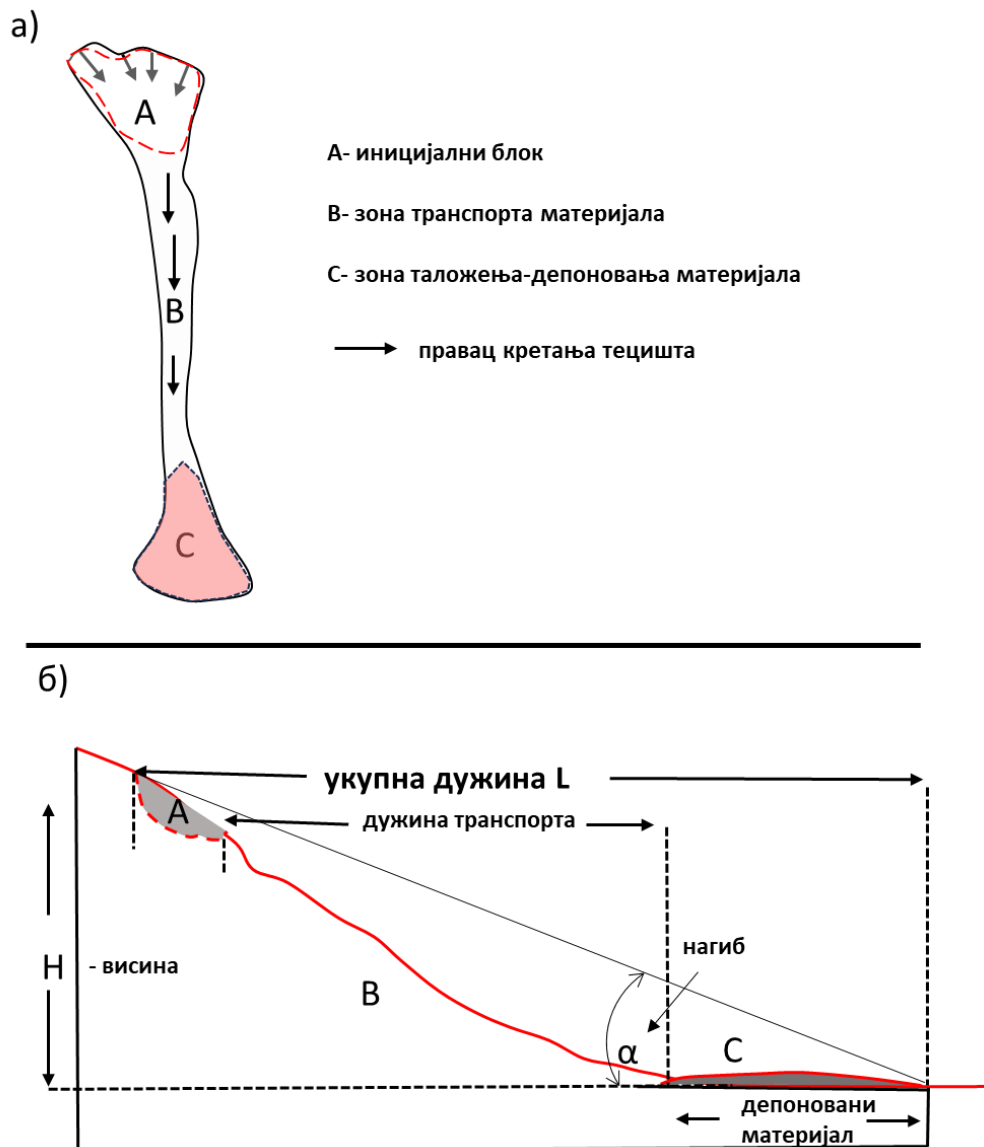 а)
A
А- иницијални блок
В- зона транспорта материјала
B
С- зона таложења-депоновања материјала
правац кретања тецишта
C
б)
укупна дужина L
A
дужина транспорта
H - висина
нагиб
B
α
C
депоновани
материјал